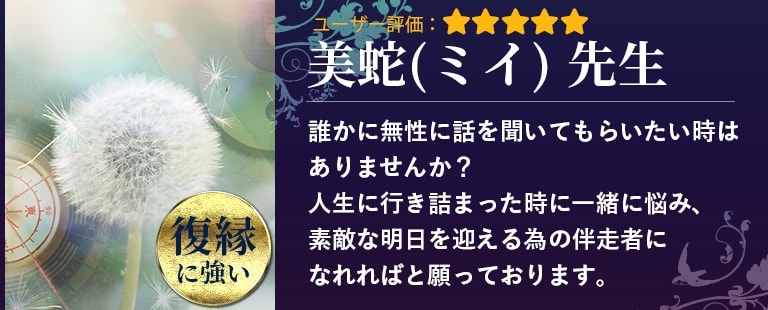 ユーザー評価：★★★★★
美蛇(ミイ) 先生
誰かに無性に話を聞いてもらいたい時は
ありませんか？
人生に行き詰まった時に一緒に悩み、
素敵な明日を迎える為の伴走者に
なれればと願っております。
復縁
に強い
東